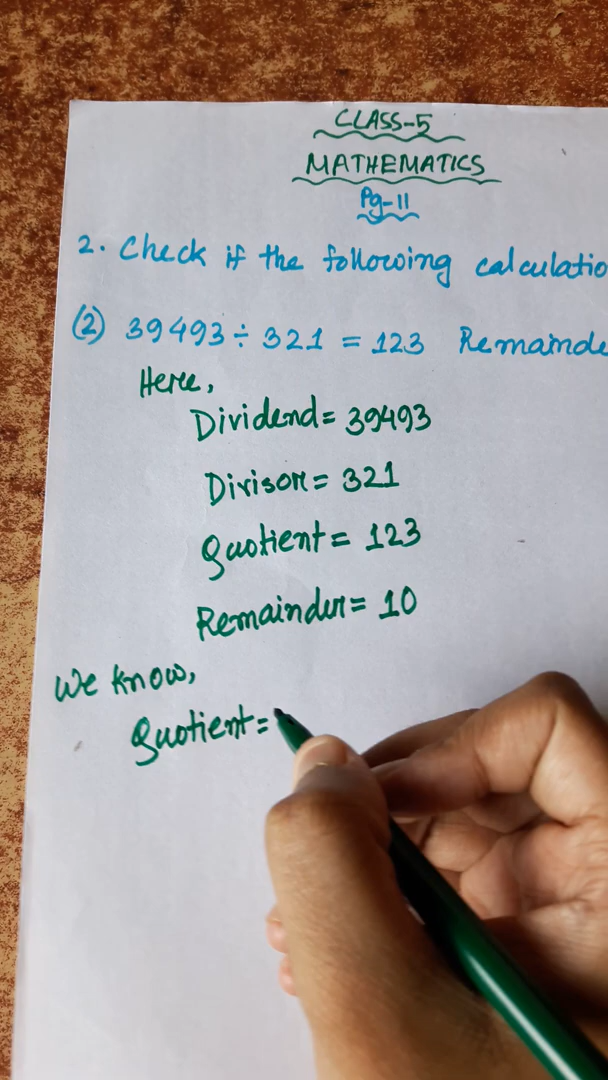 CLASS-5
MATHEMATICS
Pg-11
2. Check if the following calculatio
(2) 39493 ÷ 321 = 123 Remainde
Here,
Dividend = 39493
Divisor = 321
Quotient = 123
Remainder = 10
We know,
Quotient =